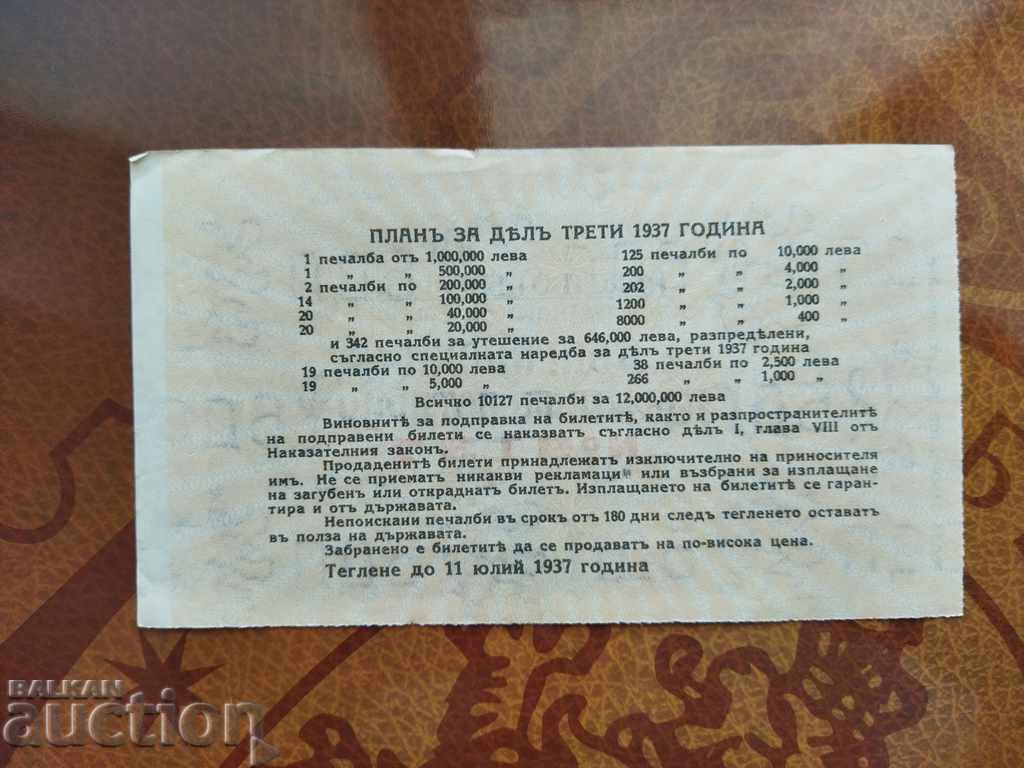 ПЛАНЪ ЗА ДѢЛЪ ТРЕТИ 1937 ГОДИНА
1 печалба отъ 1,000,000 лева 125 печалби по 10,000 лева
1 „ „ 500,000 „ 200 „ „ 4,000 „
2 печалби по 200,000 „ 202 „ „ 2,000 „
14 „ „ 100,000 „ 1200 „ „ 1,000 „
20 „ „ 40,000 „ 8000 „ „ 400 „
20 „ „ 20,000 „
и 342 печалби за утешение за 646,000 лева, разпредѣлени,
съгласно специалната наредба за дѣлъ трети 1937 година
19 печалби по 10,000 лева 38 печалби по 2,500 лева
19 „ „ 5,000 „ 266 „ „ 1,000 „
Всичко 10127 печалби за 12,000,000 лева
Виновнитѣ за подправка на билетитѣ, както и разпространителитѣ
на подправени билети се наказватъ съгласно дѣлъ I, глава VIII отъ
Наказателния законъ.
Продаденитѣ билети принадлежатъ изключително на приносителя
имъ. Не се приематъ никакви рекламации или възбрани за изплащане
на загубенъ или откраднатъ билетъ. Изплащането на билетитѣ се гаран-
тира и отъ държавата.
Непоискани печалби въ срокъ отъ 180 дни следъ тегленето оставатъ
въ полза на държавата.
Забранено е билетитѣ да се продаватъ на по-висока цена.
Теглене до 11 юлий 1937 година
BALKAN
auction